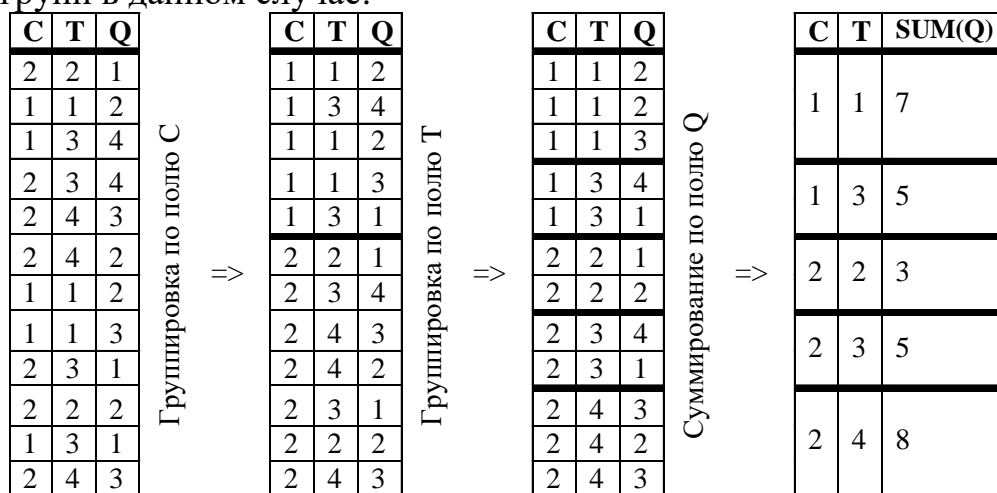 групп в данном случае:
C T Q C T Q C T Q C T SUM(Q)
2 2 1 1 1 2 1 1 2
1 1 2 1 3 4 1 1 2 1 1 7
1 3 4 1 1 2 1 1 3
2 3 4 1 1 3 1 3 4 1 3 5
2 4 3 1 3 1 1 3 1
2 4 2 2 2 1 2 2 1 2 2 3
1 1 2 2 3 4 2 2 2
1 1 3 2 4 3 2 3 4 2 3 5
2 3 1 2 4 2 2 3 1
2 2 2 2 3 1 2 4 3
1 3 1 2 2 2 2 4 2 2 4 8
2 4 3 2 4 3 2 4 3
Группировка по полю C
=>
Группировка по полю T
=>
Суммирование по полю Q
=>